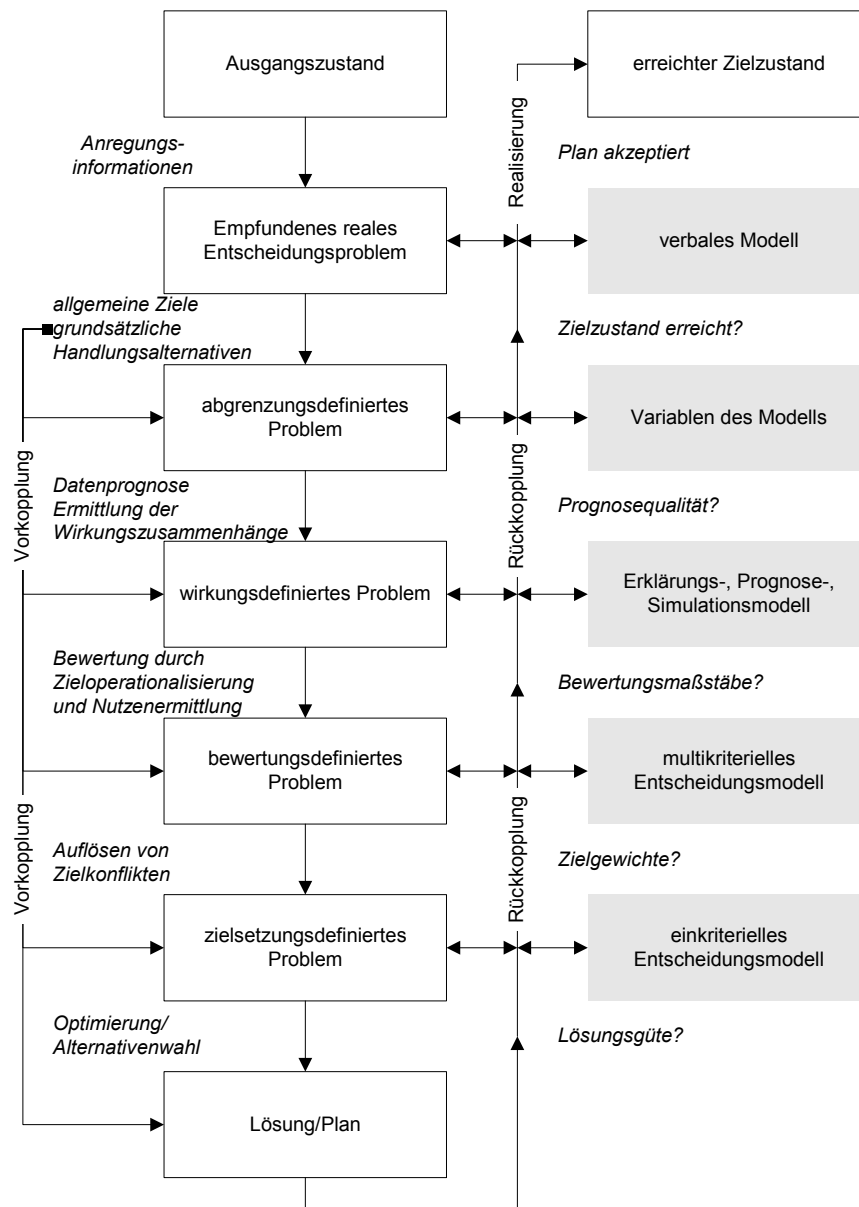 Ausgangszustand
erreichter Zielzustand
Anregungs-
informationen
Realisierung
Plan akzeptiert
Empfundenes reales
Entscheidungsproblem
verbales Modell
allgemeine Ziele
grundsätzliche
Handlungsalternativen
Zielzustand erreicht?
abgrenzungsdefiniertes
Problem
Variablen des Modells
Vorkopplung
Datenprognose
Ermittlung der
Wirkungszusammenhänge
Rückkopplung
Prognosequalität?
wirkungsdefiniertes Problem
Erklärungs-, Prognose-,
Simulationsmodell
Bewertung durch
Zieloperationalisierung
und Nutzenermittlung
Bewertungsmaßstäbe?
bewertungsdefiniertes
Problem
multikriterielles
Entscheidungsmodell
Vorkopplung
Auflösen von
Zielkonflikten
Rückkopplung
Zielgewichte?
zielsetzungsdefiniertes
Problem
einkriterielles
Entscheidungsmodell
Optimierung/
Alternativenwahl
Lösungsgüte?
Lösung/Plan